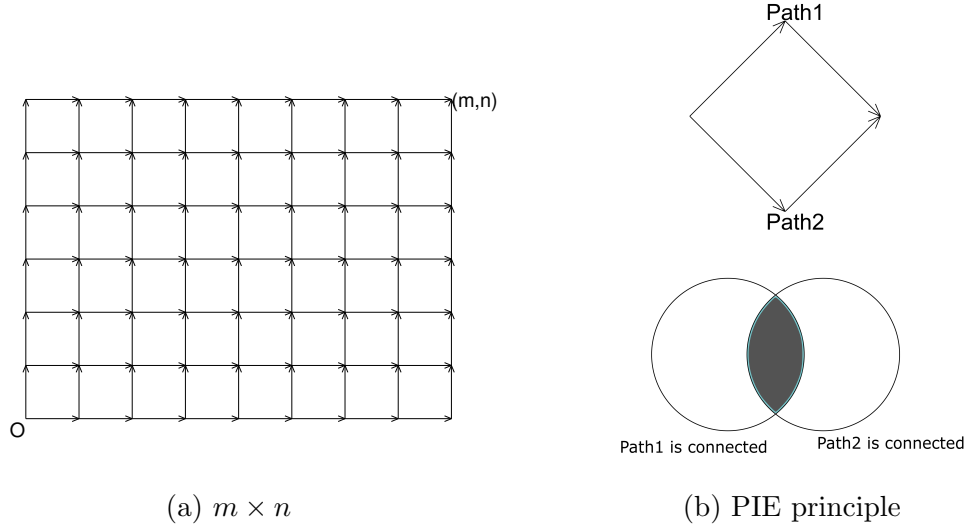 (m,n)
O
(a) m × n
Path1
Path2
Path1 is connected
Path2 is connected
(b) PIE principle